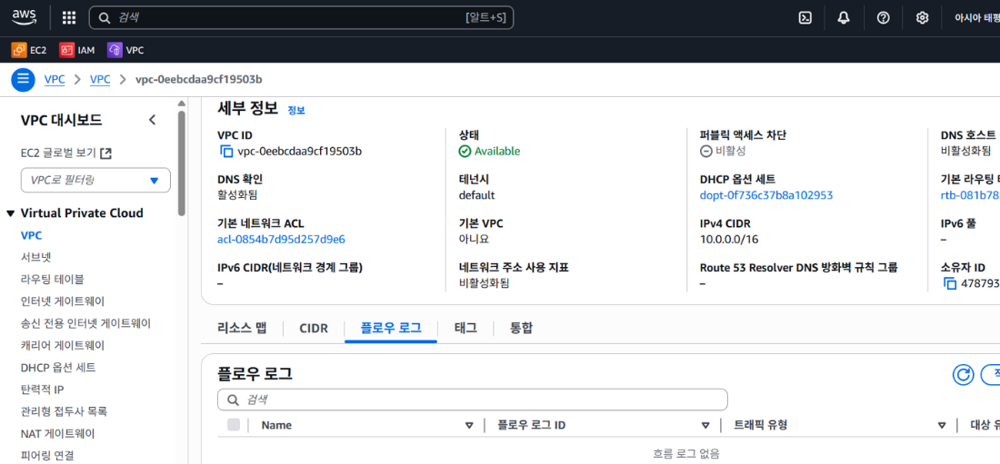 aws
검색 [알트+S]
아시아 태평
EC2 IAM VPC
VPC > VPC > vpc-0eebcdaa9cf19503b
VPC 대시보드
EC2 글로벌 보기
VPC로 필터링
Virtual Private Cloud
VPC
서브넷
라우팅 테이블
인터넷 게이트웨이
송신 전용 인터넷 게이트웨이
캐리어 게이트웨이
DHCP 옵션 세트
탄력적 IP
관리형 접두사 목록
NAT 게이트웨이
피어링 연결
세부 정보 정보
VPC ID
vpc-0eebcdaa9cf19503b
상태
Available
퍼블릭 액세스 차단
비활성
DNS 호스트
비활성화됨
DNS 확인
활성화됨
테넌시
default
DHCP 옵션 세트
dopt-0f736c37b8a102953
기본 라우팅
rtb-081b78
기본 네트워크 ACL
acl-0854b7d95d257d9e6
기본 VPC
아니요
IPv4 CIDR
10.0.0.0/16
IPv6 풀
–
IPv6 CIDR(네트워크 경계 그룹)
–
네트워크 주소 사용 지표
비활성화됨
Route 53 Resolver DNS 방화벽 규칙 그룹
–
소유자 ID
478793
리소스 맵 CIDR 플로우 로그 태그 통합
플로우 로그
검색
Name 플로우 로그 ID 트래픽 유형 대상 유
흐름 로그 없음